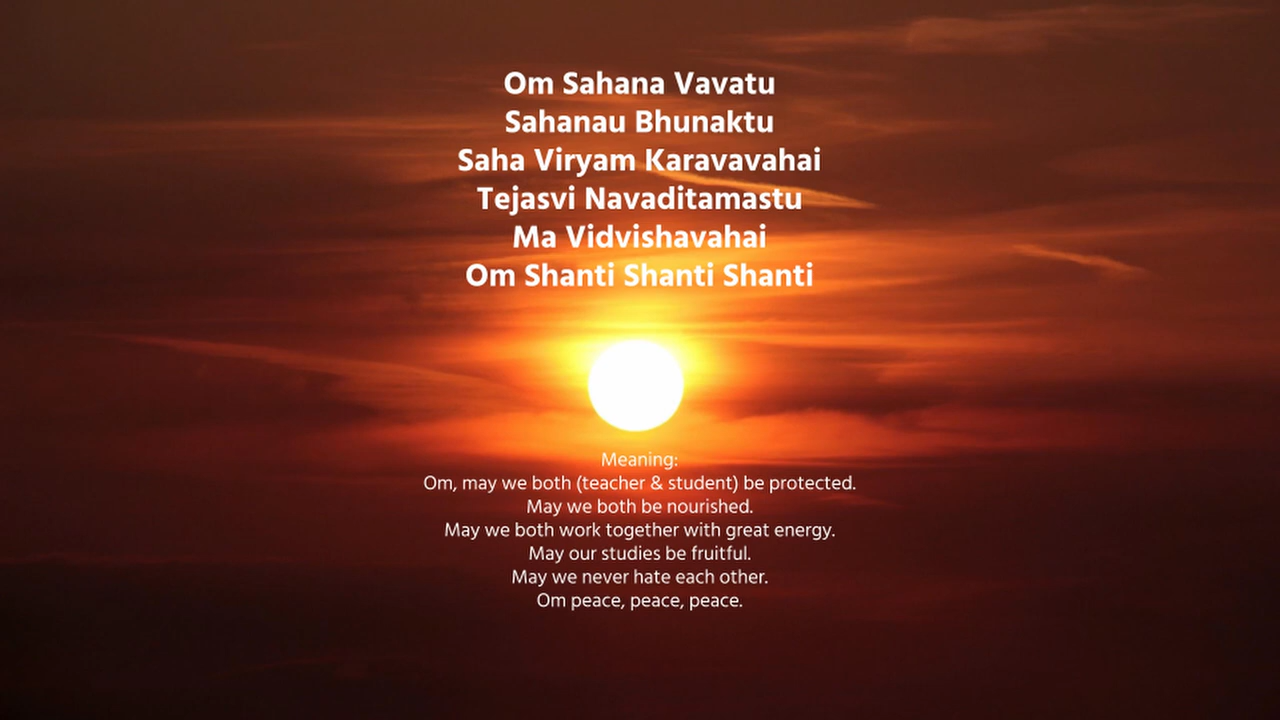 Om Sahana Vavatu
Sahanau Bhunaktu
Saha Viryam Karavavahai
Tejasvi Navaditamastu
Ma Vidvishavahai
Om Shanti Shanti Shanti
Meaning:
Om, may we both (teacher & student) be protected.
May we both be nourished.
May we both work together with great energy.
May our studies be fruitful.
May we never hate each other.
Om peace, peace, peace.